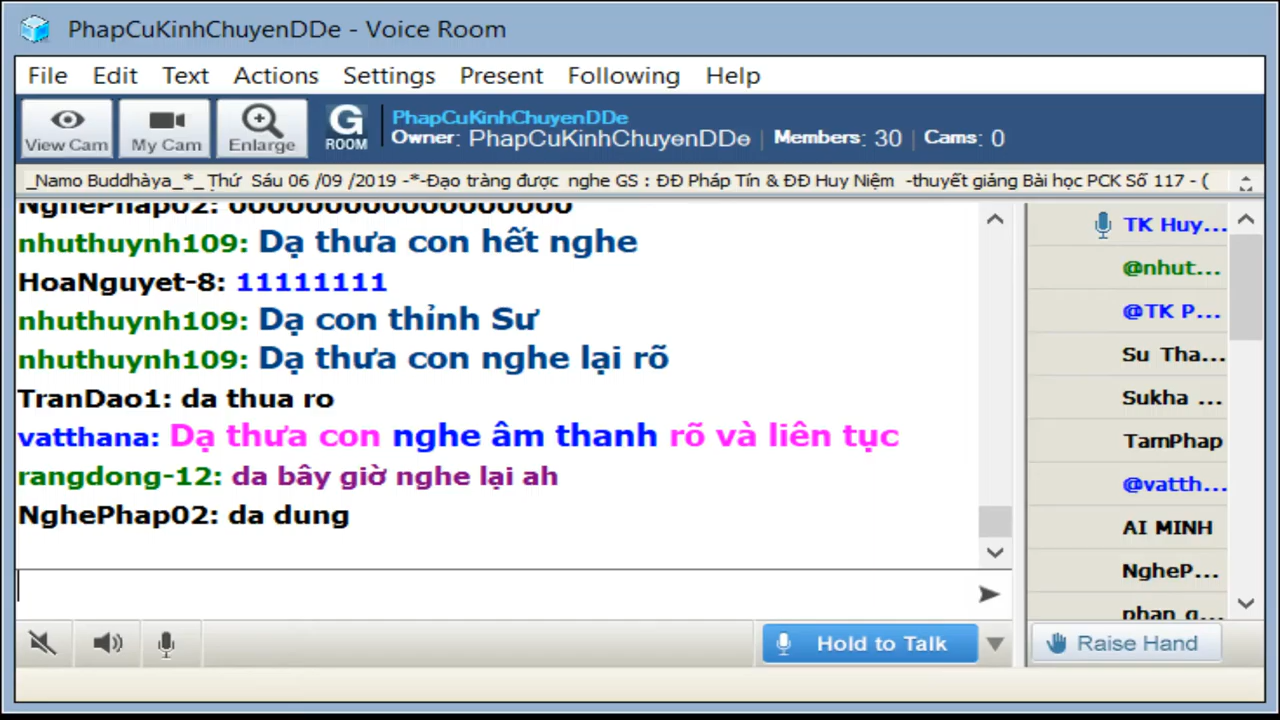 PhapCuKinhChuyenDDe - Voice Room
File Edit Text Actions Settings Present Following Help
View Cam My Cam Enlarge G ROOM
PhapCuKinhChuyenDDe
Owner: PhapCuKinhChuyenDDe | Members: 30 | Cams: 0
_Namo Buddhàya_*_ Thứ Sáu 06 /09 /2019 -*-Đạo tràng được nghe GS : ĐĐ Pháp Tín & ĐĐ Huy Niệm -thuyết giảng Bài học PCK Số 117 - (
NghePhap02: 000000000000000000
nhuthuynh109: Dạ thưa con hết nghe
HoaNguyet-8: 11111111
nhuthuynh109: Dạ con thỉnh Sư
nhuthuynh109: Dạ thưa con nghe lại rõ
TranDao1: da thua ro
vatthana: Dạ thưa con nghe âm thanh rõ và liên tục
rangdong-12: da bây giờ nghe lại ah
NghePhap02: da dung
TK Huy...
@nhut...
@TK P...
Su Tha...
Sukha ...
TamPhap
@vatth...
AI MINH
NgheP...
phan g...
Hold to Talk
Raise Hand